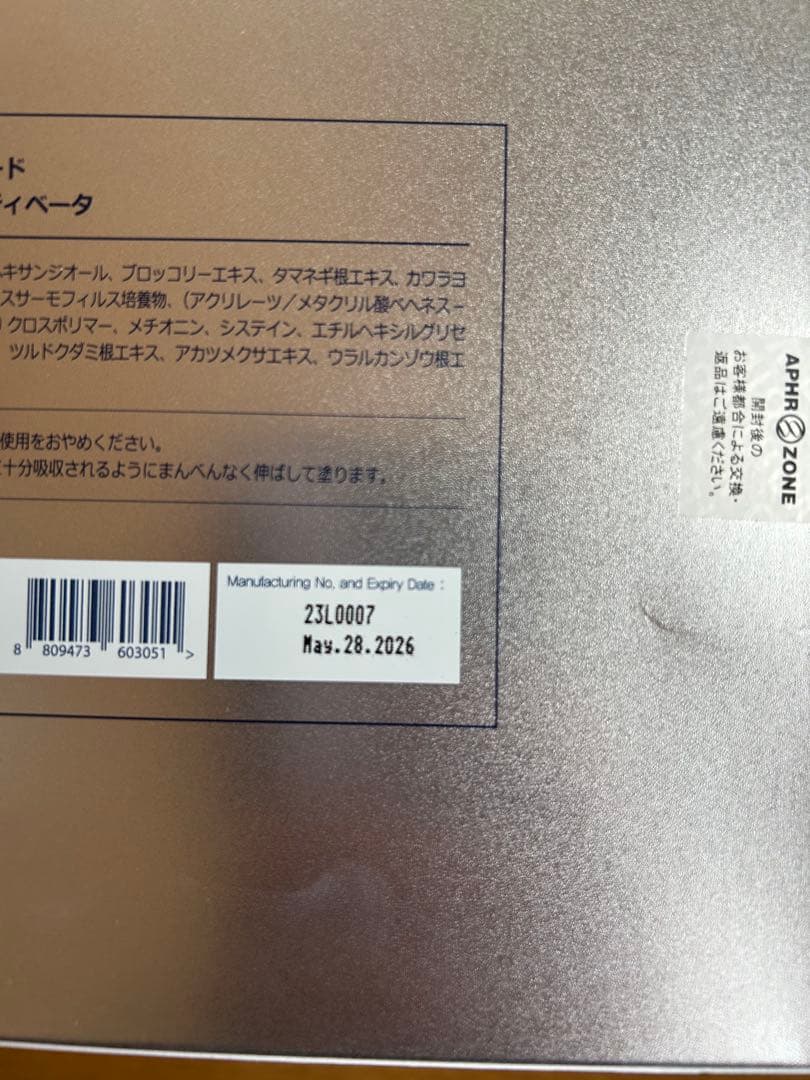 ード
ィベータ
キサンジオール、ブロッコリーエキス、タマネギ根エキス、カワラヨ
スサーモフィルス培養物、（アクリレーツ／メタクリル酸ベヘネス－
）クロスポリマー、メチオニン、システイン、エチルヘキシルグリセ
ツルドクダミ根エキス、アカツメクサエキス、ウラルカンゾウ根エ
使用をおやめください。
十分吸収されるようにまんべんなく伸ばして塗ります。
8 809473 603051 >
Manufacturing No. and Expiry Date :
23L0007
May.28.2026
APHROZONE
開封後の
お客様都合による交換・
返品はご遠慮ください。